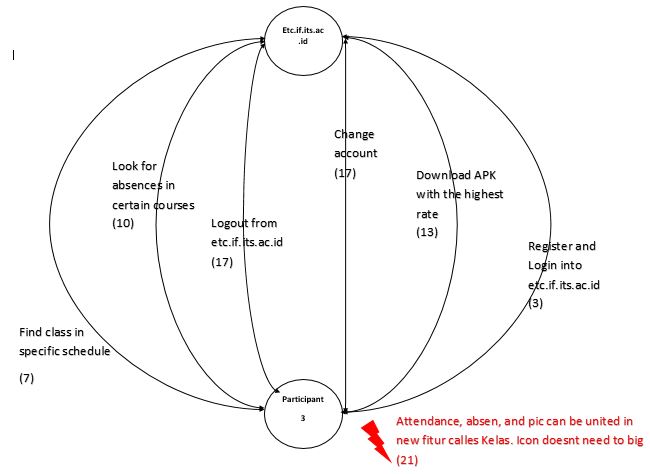 Etc.if.its.ac
.id
Change
account
(17)
Look for
absences in
certain courses
(10)
Download APK
with the highest
rate
(13)
Logout from
etc.if.its.ac.id
(17)
Register and
Login into
etc.if.its.ac.id
(3)
Find class in
specific schedule
(7)
Participant
3
Attendance, absen, and pic can be united in
new fitur calles Kelas. Icon doesnt need to big
(21)